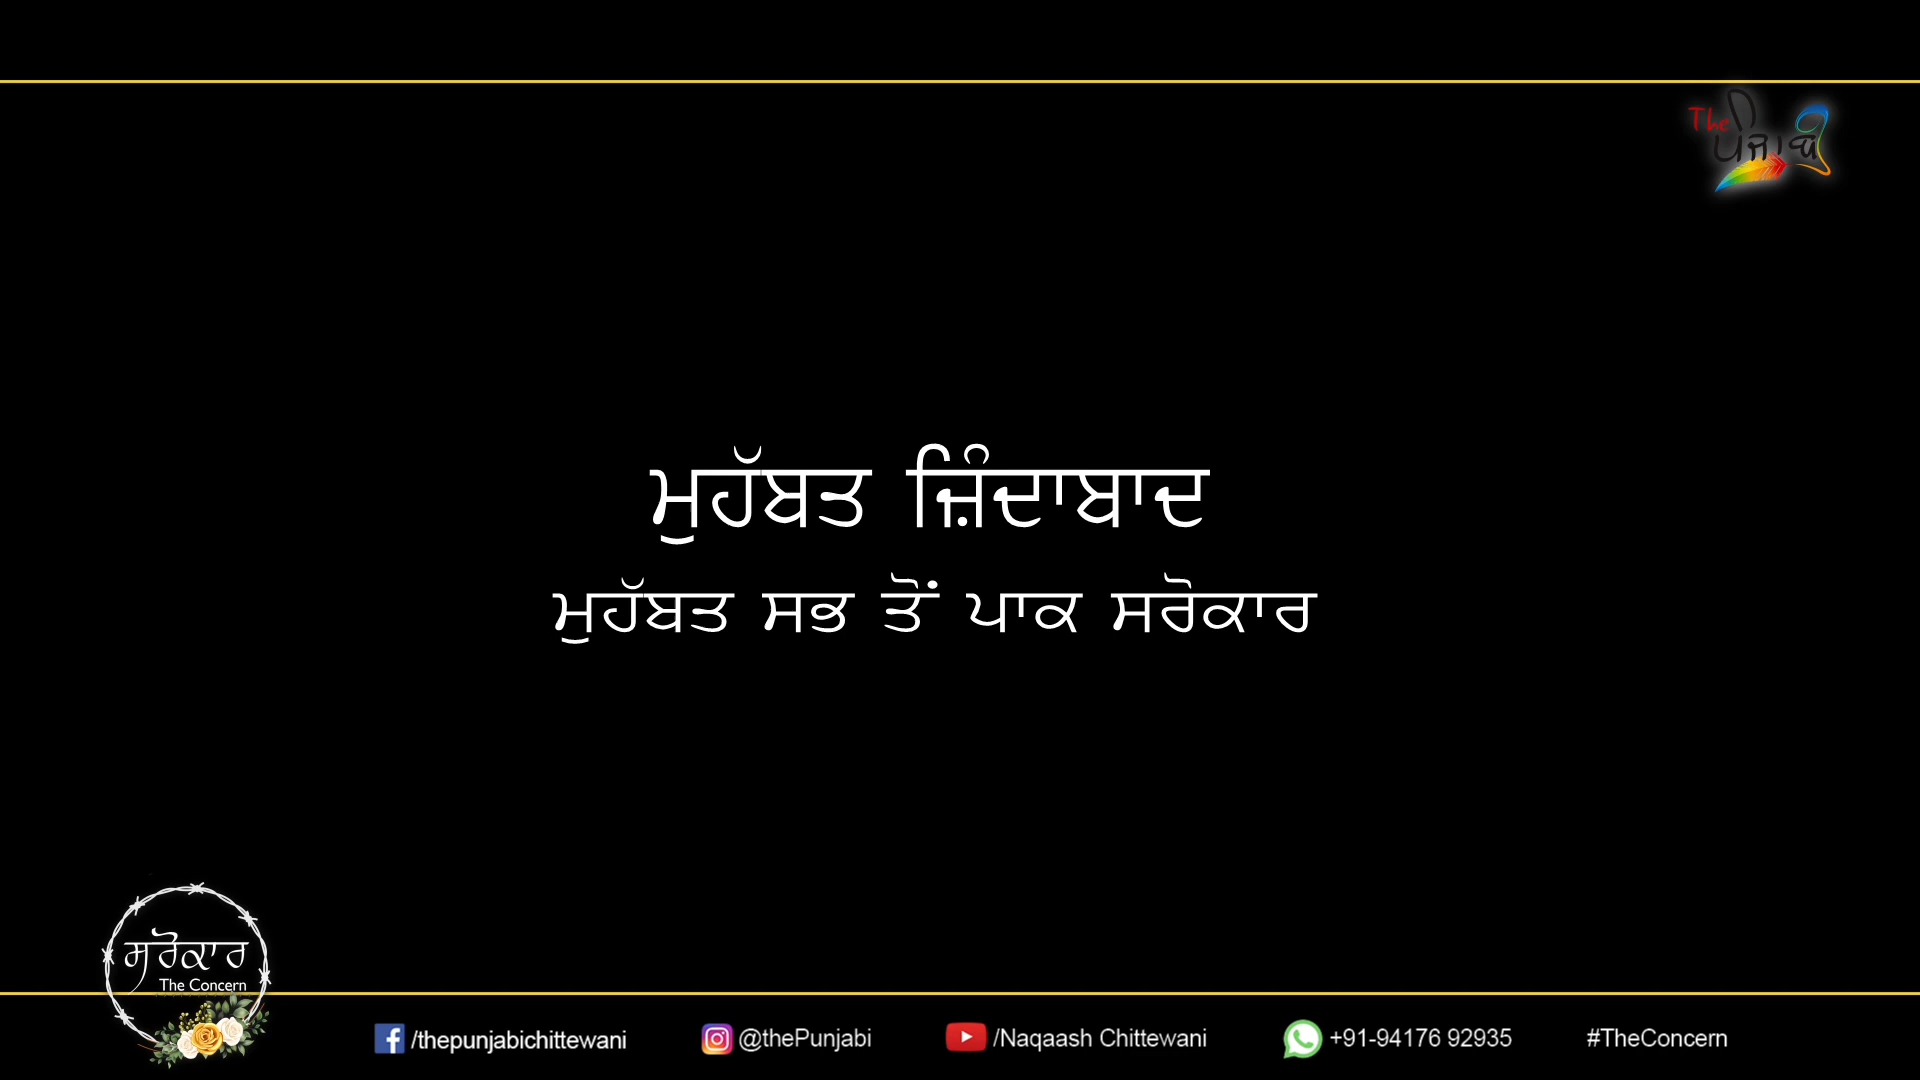 The ਪੰਜਾਬੀ
ਮੁਹੱਬਤ ਜ਼ਿੰਦਾਬਾਦ
ਮੁਹੱਬਤ ਸਭ ਤੋਂ ਪਾਕ ਸਰੋਕਾਰ
ਸਰੋਕਾਰ
The Concern
/thepunjabichittewani
@thePunjabi
/Naqaash Chittewani
+91-94176 92935
#TheConcern